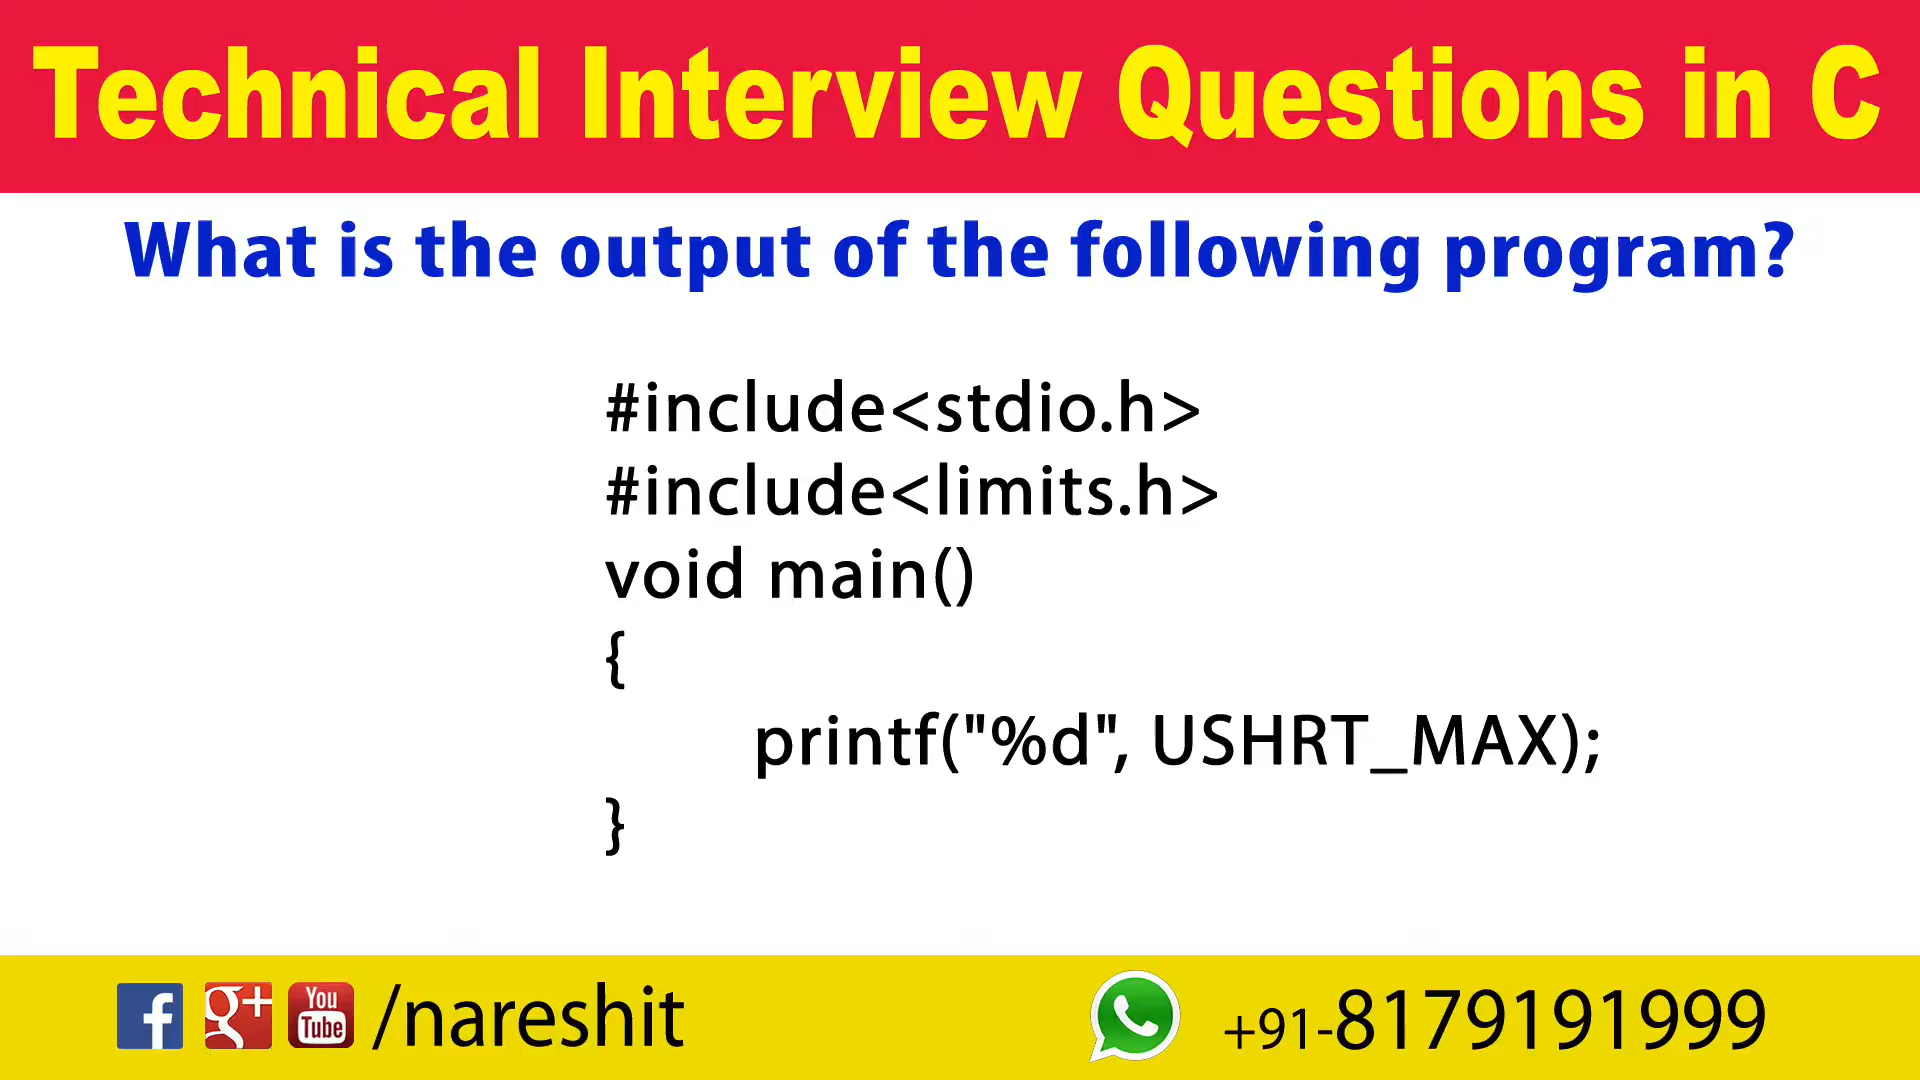 Technical Interview Questions in C
What is the output of the following program?
#include<stdio.h>
#include<limits.h>
void main()
{
printf("%d", USHRT_MAX);
}
f g+ You Tube /nareshit +91-8179191999